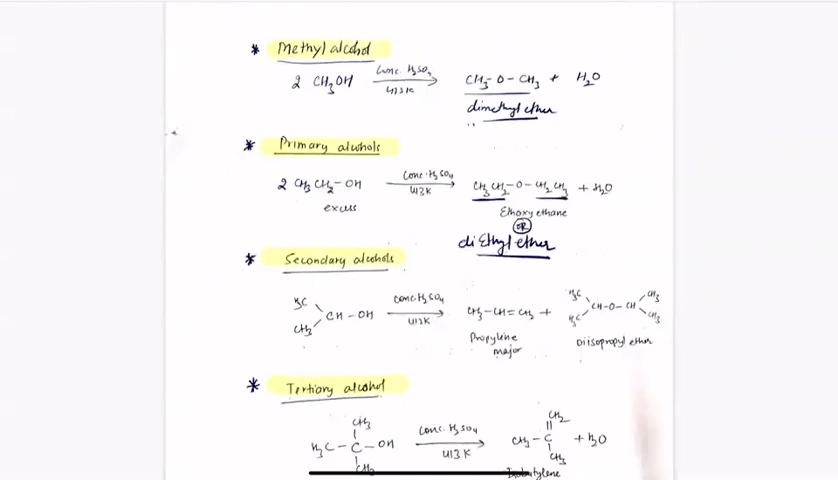 * Methyl alcohol
2 CH₃OH Conc. H₂SO₄ 413K CH₃-O-CH₃ + H₂O
dimethyl ether
* Primary alcohols
2 CH₃CH₂-OH Conc. H₂SO₄ 413K CH₃CH₂-O-CH₂CH₃ + H₂O
excess Ethoxy ethane
OR
diEthyl ether
* Secondary alcohols
H₃C CH₃ CH-OH Conc. H₂SO₄ 413K CH₃-CH=CH₂ + H₃C H₃C CH-O-CH CH₃ CH₃
Propylene Diisopropyl ether
major
* Tertiary alcohol
CH₃ CH₂
H₃C-C-OH Conc. H₂SO₄ 413K CH₃-C + H₂O
CH₃ CH₃
Isobutylene